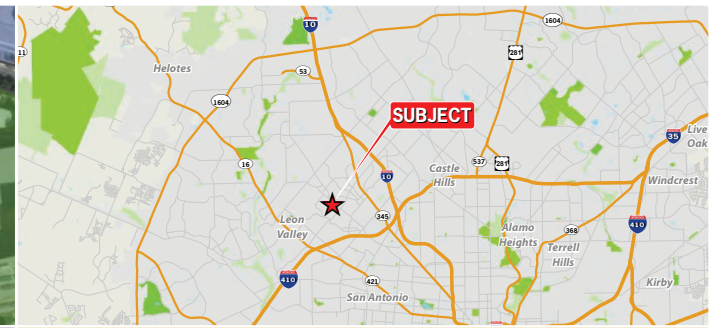 1604
10
11
281
Helotes
53
1604
SUBJECT
35
Live
Oak
16
537
281
Castle
Hills
10
Windcrest
345
Leon
Valley
410
Alamo
Heights
368
Terrell
Hills
410
421
Kirby
San Antonio